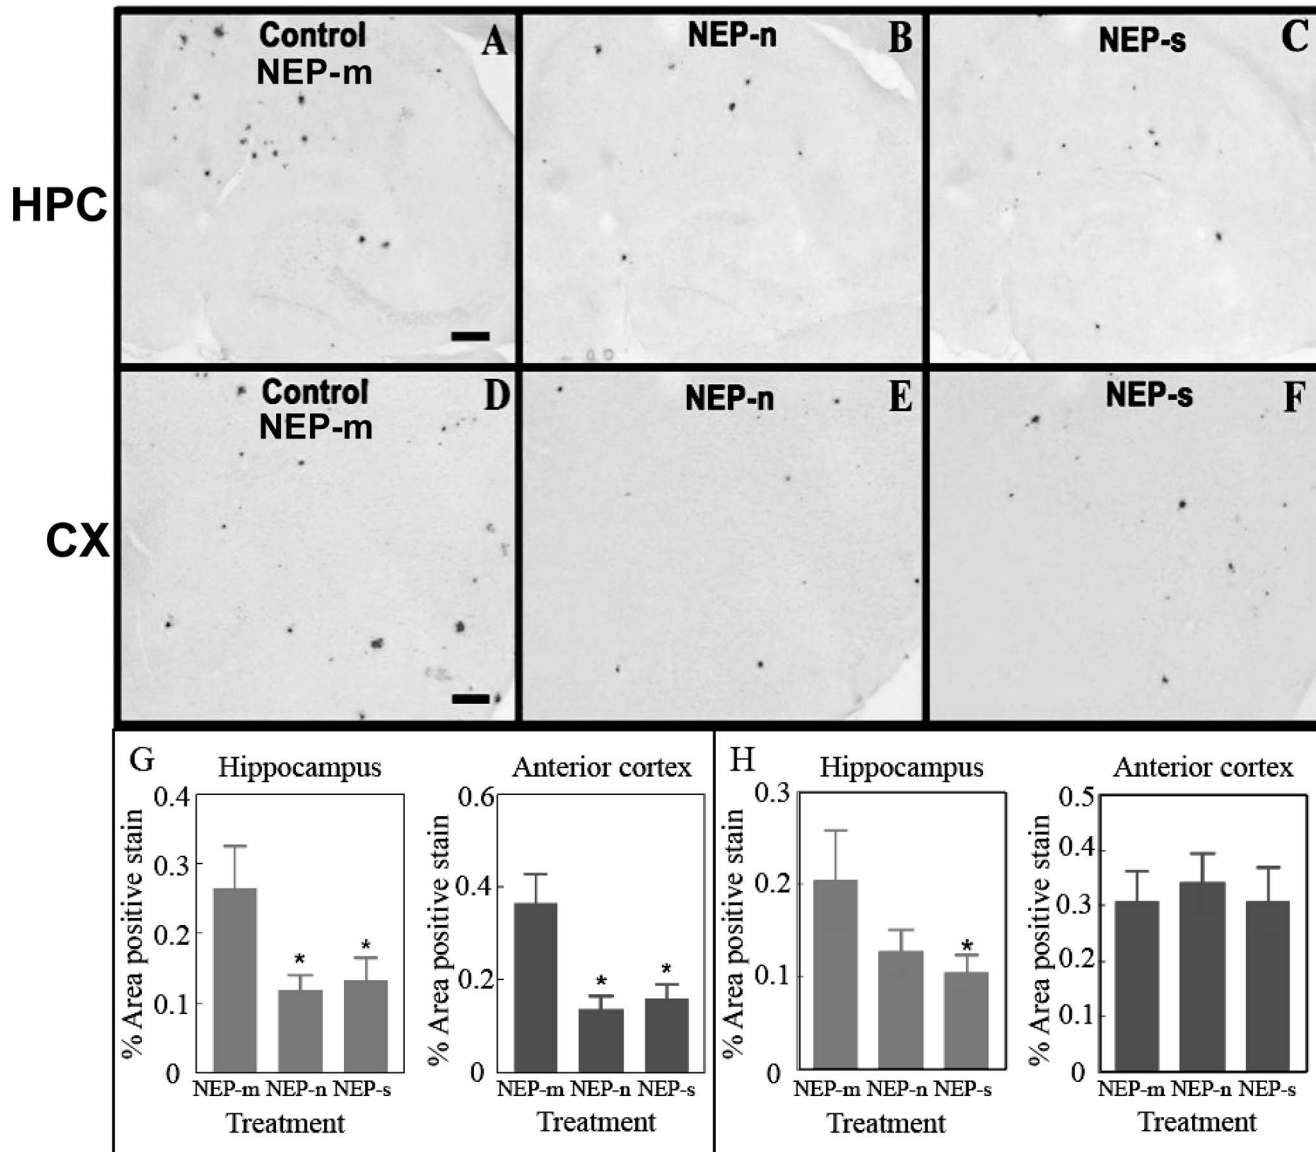 Control A
NEP-m
NEP-n B
NEP-s C
HPC
Control D
NEP-m
NEP-n E
NEP-s F
CX
G
Hippocampus
% Area positive stain
0.4
0.3
0.2
0.1
0
NEP-m NEP-n NEP-s
* *
Treatment
Anterior cortex
% Area positive stain
0.6
0.4
0.2
0
NEP-m NEP-n NEP-s
* *
Treatment
H
Hippocampus
% Area positive stain
0.3
0.2
0.1
0
NEP-m NEP-n NEP-s
*
Treatment
Anterior cortex
% Area positive stain
0.5
0.4
0.3
0.2
0.1
0
NEP-m NEP-n NEP-s
Treatment